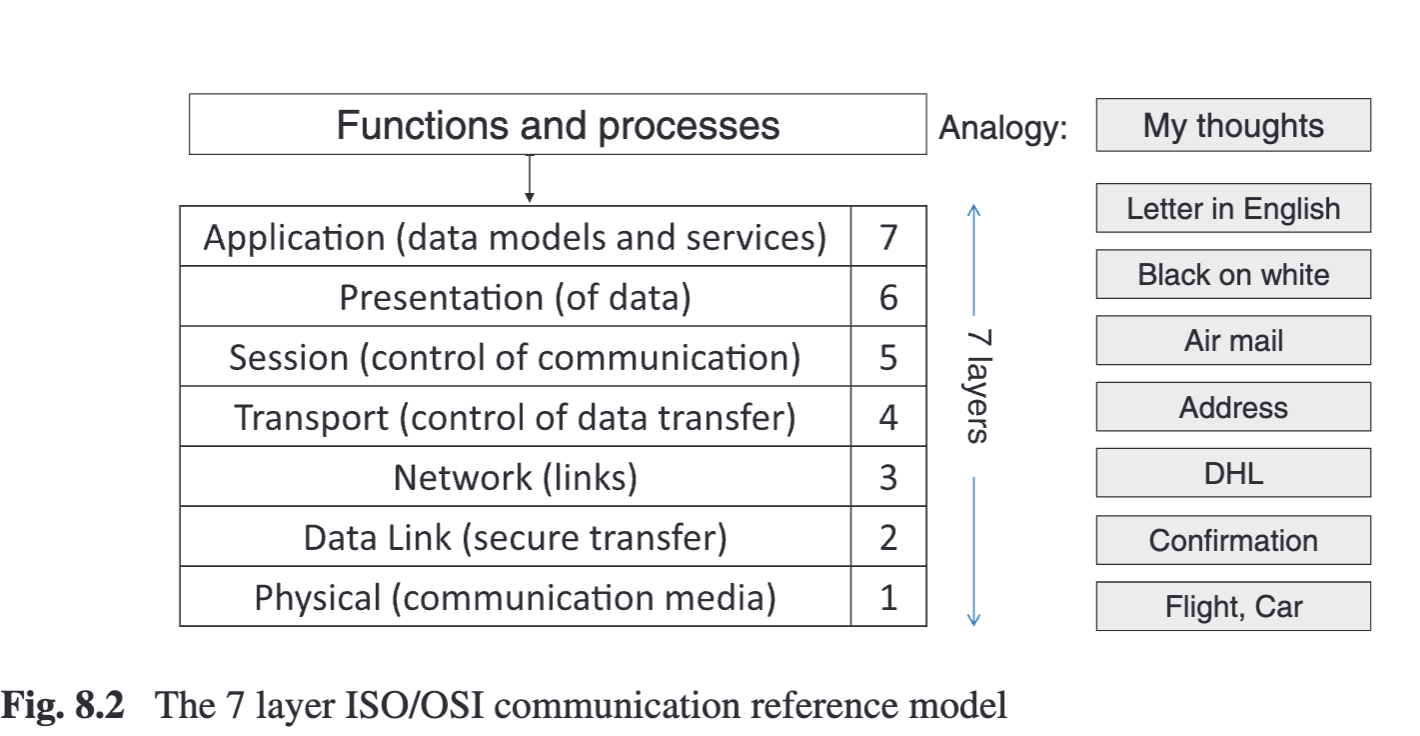 Functions and processes
Analogy:
My thoughts
Application (data models and services) 7
Presentation (of data) 6
Session (control of communication) 5
Transport (control of data transfer) 4
Network (links) 3
Data Link (secure transfer) 2
Physical (communication media) 1
7 layers
Letter in English
Black on white
Air mail
Address
DHL
Confirmation
Flight, Car
Fig. 8.2 The 7 layer ISO/OSI communication reference model